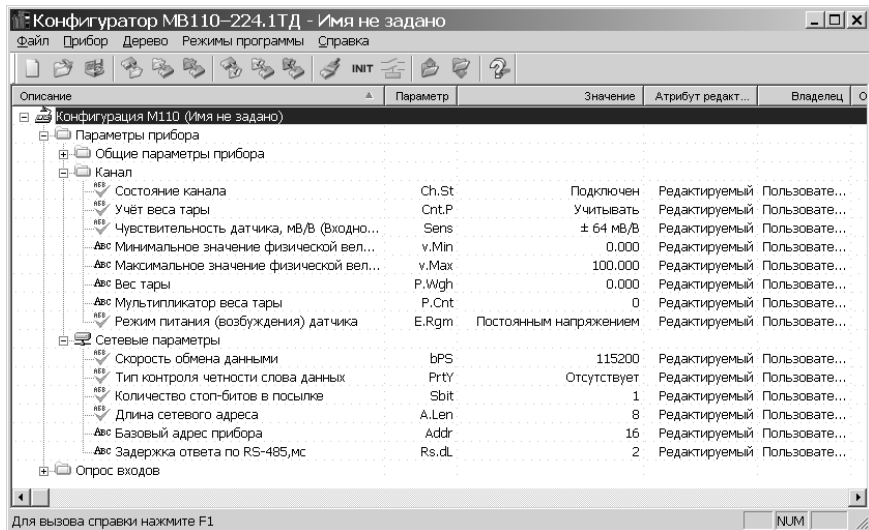 Конфигуратор МВ110–224.1ТД - Имя не задано
Файл Прибор Дерево Режимы программы Справка
INIT
Описание Параметр Значение Атрибут редакт... Владелец О
Конфигурация М110 (Имя не задано)
Параметры прибора
Общие параметры прибора
Канал
Состояние канала Ch.St Подключен Редактируемый Пользовате...
Учёт веса тары Cnt.P Учитывать Редактируемый Пользовате...
Чувствительность датчика, мВ/В (Входно... Sens ± 64 мВ/В Редактируемый Пользовате...
Минимальное значение физической вел... v.Min 0.000 Редактируемый Пользовате...
Максимальное значение физической вел... v.Max 100.000 Редактируемый Пользовате...
Вес тары P.Wgh 0.000 Редактируемый Пользовате...
Мультипликатор веса тары P.Cnt 0 Редактируемый Пользовате...
Режим питания (возбуждения) датчика E.Rgm Постоянным напряжением Редактируемый Пользовате...
Сетевые параметры
Скорость обмена данными bPS 115200 Редактируемый Пользовате...
Тип контроля четности слова данных PrtY Отсутствует Редактируемый Пользовате...
Количество стоп-битов в посылке Sbit 1 Редактируемый Пользовате...
Длина сетевого адреса A.Len 8 Редактируемый Пользовате...
Базовый адрес прибора Addr 16 Редактируемый Пользовате...
Задержка ответа по RS-485,мс Rs.dL 2 Редактируемый Пользовате...
Опрос входов
Для вызова справки нажмите F1 NUM